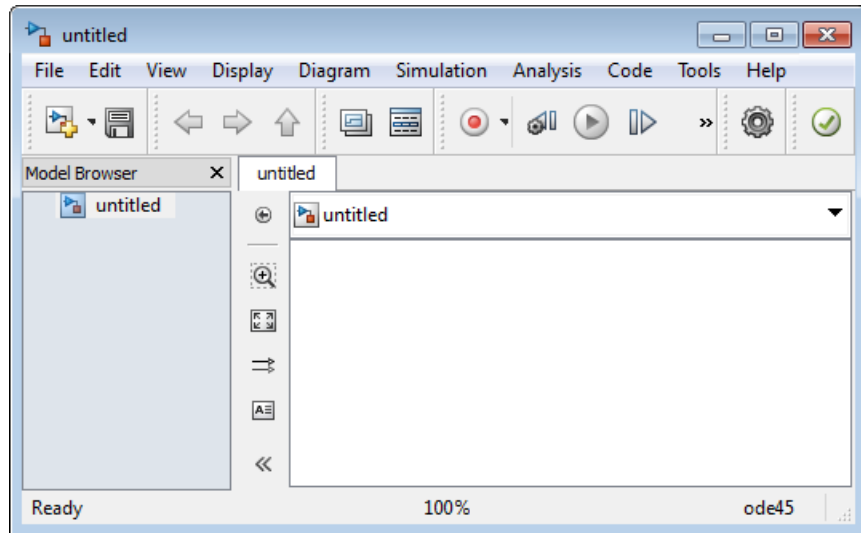 untitled
File Edit View Display Diagram Simulation Analysis Code Tools Help
Model Browser
untitled
untitled
untitled
Ready 100% ode45